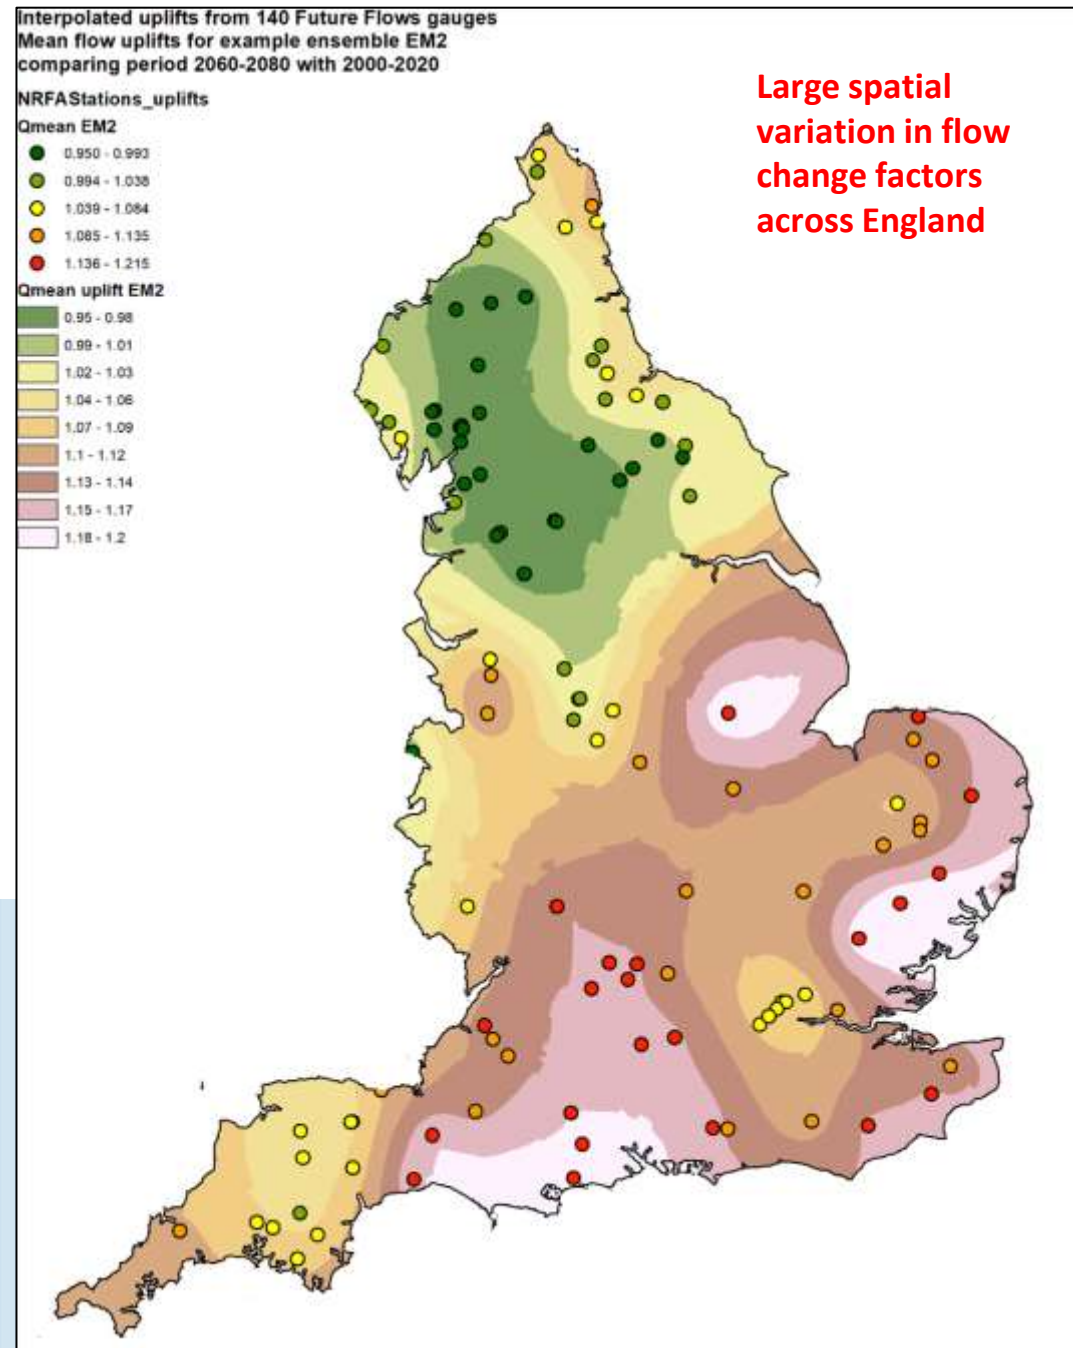 Interpolated uplifts from 140 Future Flows gauges
Mean flow uplifts for example ensemble EM2
comparing period 2060-2080 with 2000-2020
NRFAStations_uplifts
Qmean EM2
0.950 - 0.993
0.994 - 1.038
1.039 - 1.084
1.085 - 1.135
1.136 - 1.215
Qmean uplift EM2
0.95 - 0.98
0.99 - 1.01
1.02 - 1.03
1.04 - 1.06
1.07 - 1.09
1.1 - 1.12
1.13 - 1.14
1.15 - 1.17
1.18 - 1.2
Large spatial
variation in flow
change factors
across England